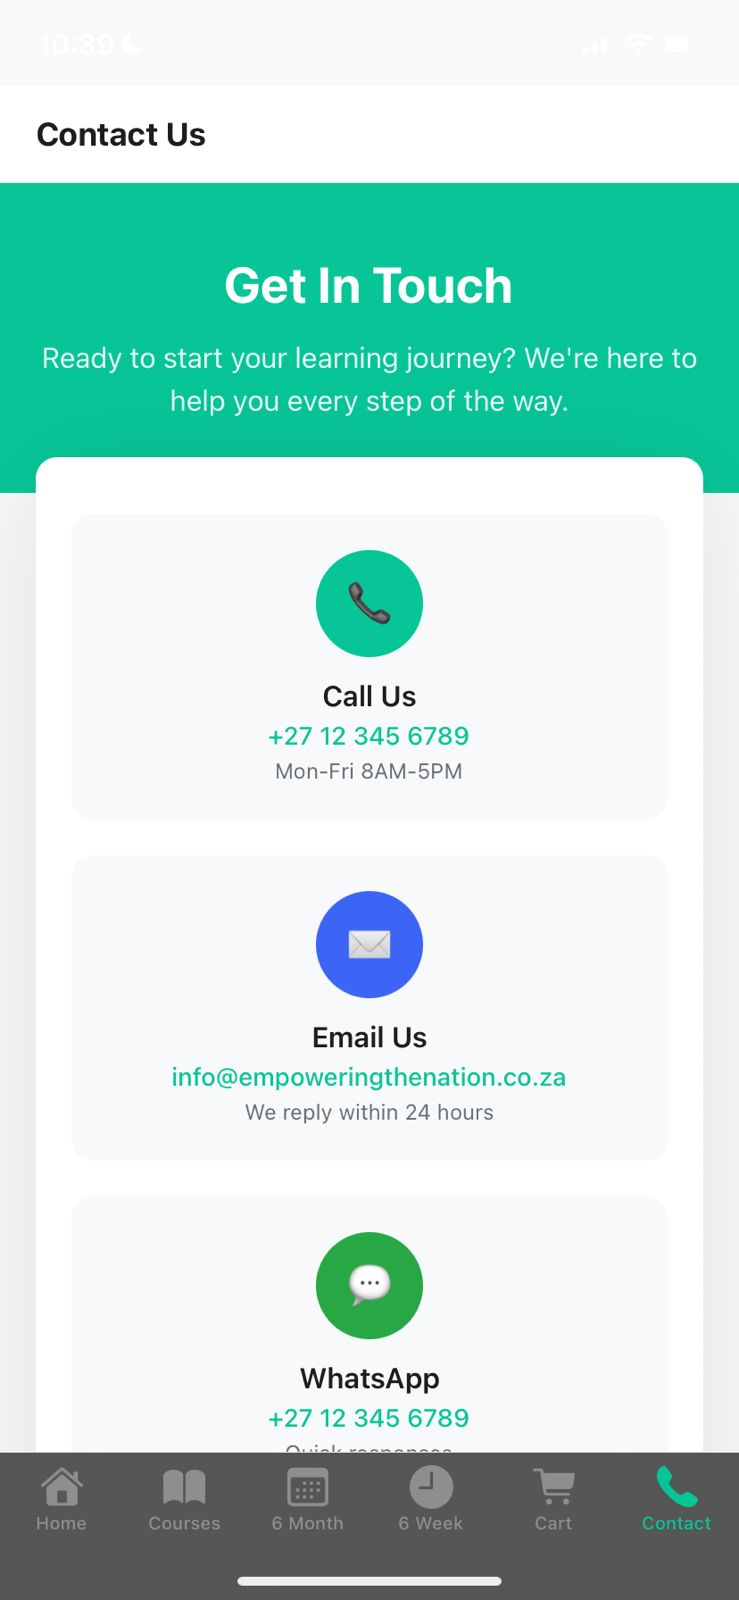 10:39
Contact Us
Get In Touch
Ready to start your learning journey? We're here to
help you every step of the way.
Call Us
+27 12 345 6789
Mon-Fri 8AM-5PM
Email Us
info@empoweringthenation.co.za
We reply within 24 hours
WhatsApp
+27 12 345 6789
Quick responses
Home
Courses
6 Month
6 Week
Cart
Contact